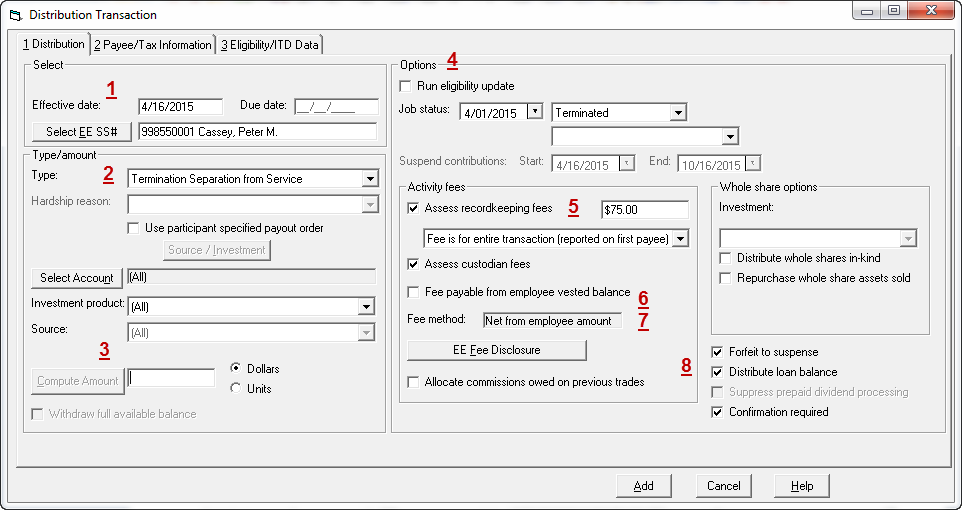 Distribution Transaction
1 Distribution
2 Payee/Tax Information
3 Eligibility/ITD Data
Select
1
Effective date:
4/16/2015
Due date:
__/__/____
Select EE SS#
998550001 Cassey, Peter M.
Type/amount
2
Type:
Termination Separation from Service
Hardship reason:
Use participant specified payout order
Source / Investment
Select Account
(All)
Investment product:
(All)
Source:
(All)
3
Compute Amount
Dollars
Units
Withdraw full available balance
Options
4
Run eligibility update
Job status:
4/01/2015
Terminated
Suspend contributions:
Start:
4/16/2015
End:
10/16/2015
Activity fees
Assess recordkeeping fees
5
$75.00
Fee is for entire transaction (reported on first payee)
Assess custodian fees
Fee payable from employee vested balance
6
Fee method:
Net from employee amount
7
EE Fee Disclosure
8
Allocate commissions owed on previous trades
Whole share options
Investment:
Distribute whole shares in-kind
Repurchase whole share assets sold
Forfeit to suspense
Distribute loan balance
Suppress prepaid dividend processing
Confirmation required
Add
Cancel
Help